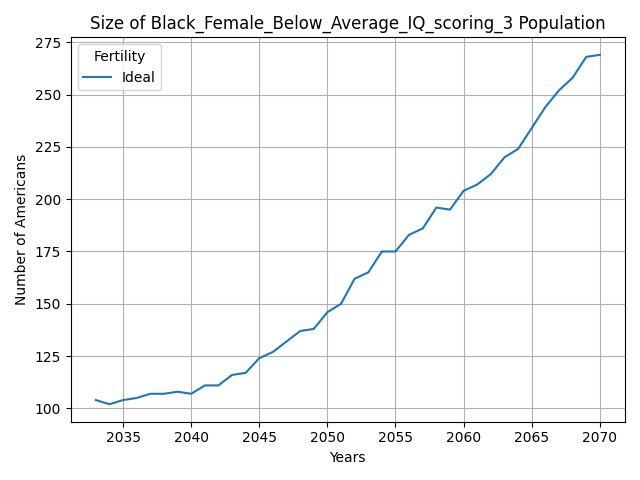 Size of Black_Female_Below_Average_IQ_scoring_3 Population
Fertility
Ideal
275
250
225
200
175
150
125
100
Number of Americans
2035 2040 2045 2050 2055 2060 2065 2070
Years